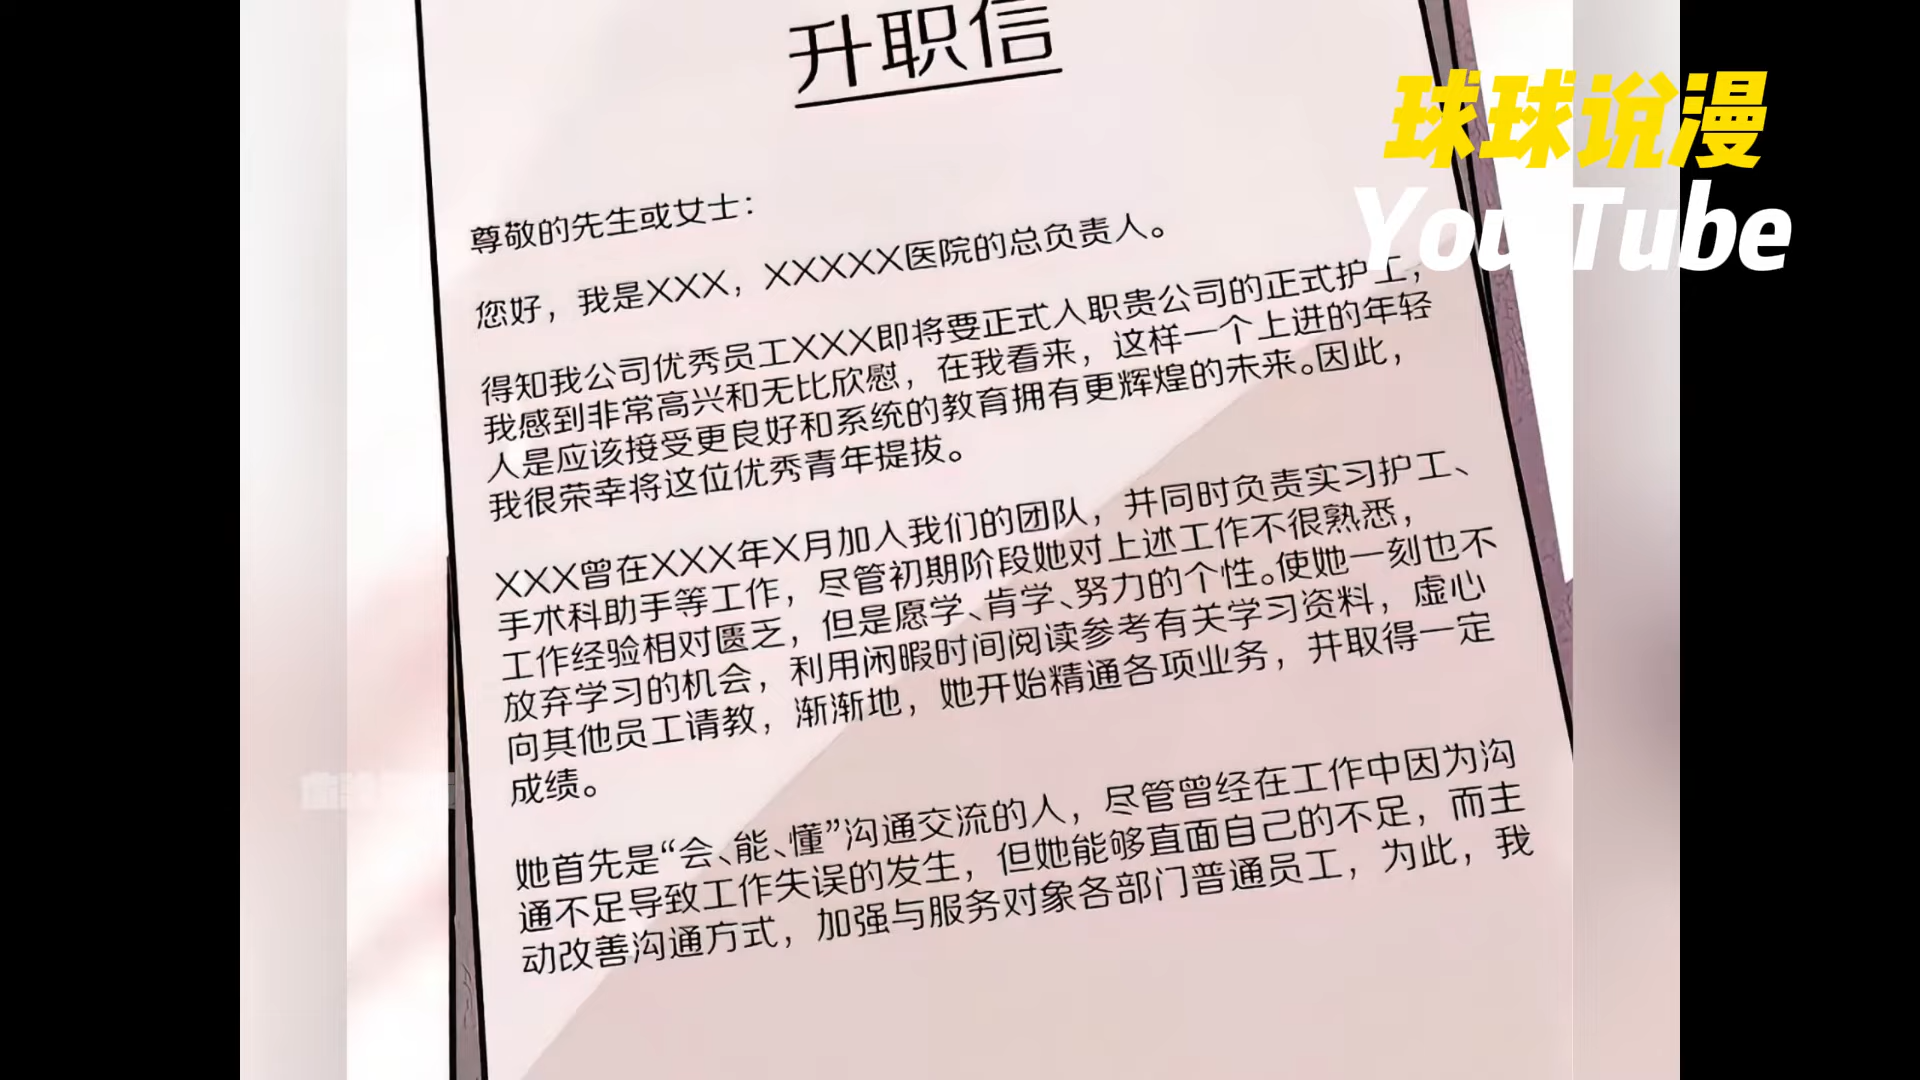 升职信
球球说漫
YouTube
尊敬的先生或女士：
您好，我是XXX，XXXXX医院的总负责人。
得知我公司优秀员工XXX即将要正式入职贵公司的正式护工，
我感到非常高兴和无比欣慰，在我看来，这样一个上进的年轻
人是应该接受更良好和系统的教育拥有更辉煌的未来。因此，
我很荣幸将这位优秀青年提拔。
XXX曾在XXX年X月加入我们的团队，并同时负责实习护工、
手术科助手等工作，尽管初期阶段她对上述工作不很熟悉，
工作经验相对匮乏，但是愿学、肯学、努力的个性。使她一刻也不
放弃学习的机会，利用闲暇时间阅读参考有关学习资料，虚心
向其他员工请教，渐渐地，她开始精通各项业务，并取得一定
成绩。
她首先是“会、能、懂”沟通交流的人，尽管曾经在工作中因为沟
通不足导致工作失误的发生，但她能够直面自己的不足，而主
动改善沟通方式，加强与服务对象各部门普通员工，为此，我